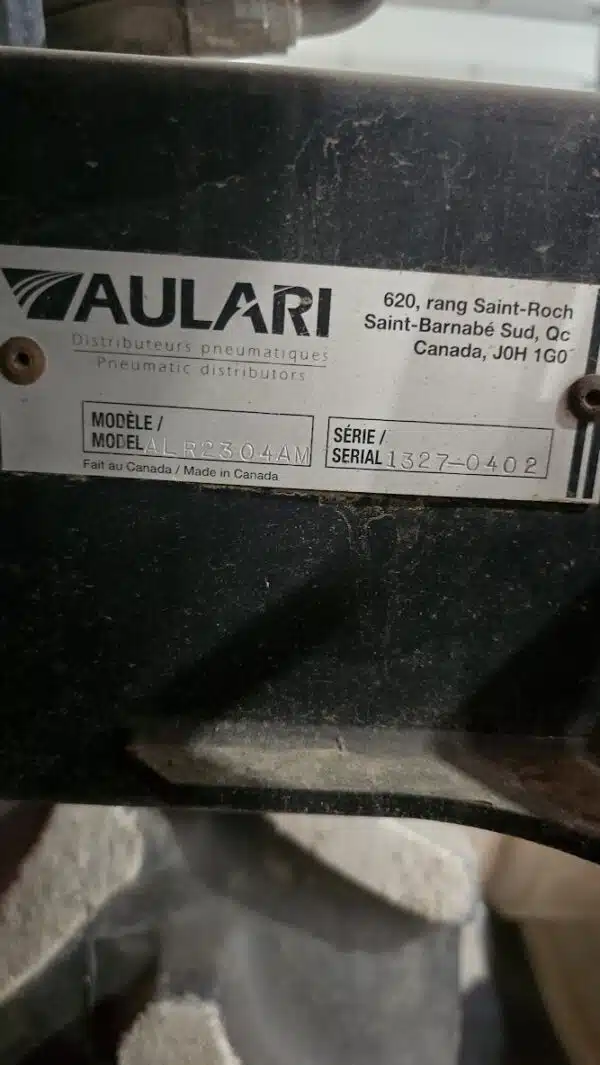 AULARI
Distributeurs pneumatiques
Pneumatic distributors
620, rang Saint-Roch
Saint-Barnabé Sud, Qc
Canada, J0H 1G0
MODÈLE /
MODEL ALR2304AM
SÉRIE /
SERIAL 1327-0402
Fait au Canada / Made in Canada